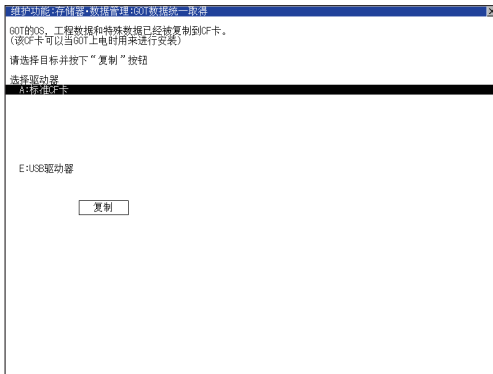 维护功能:存储器•数据管理:GOT数据统一取得
GOT的OS，工程数据和特殊数据已经被复制到CF卡。
(该CF卡可以当GOT上电时用来进行安装)
请选择目标并按下“复制”按钮
选择驱动器
A:标准CF卡
E:USB驱动器
复制